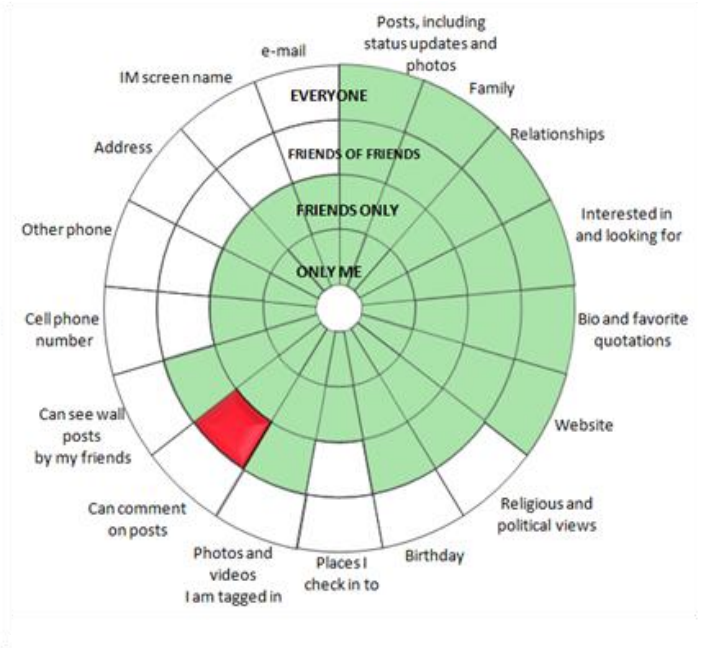 Posts, including
status updates and
photos
e-mail
Family
IM screen name
EVERYONE
Relationships
Address
FRIENDS OF FRIENDS
Interested in
and looking for
FRIENDS ONLY
Other phone
ONLY ME
Cell phone
number
Bio and favorite
quotations
Can see wall
posts
by my friends
Website
Can comment
on posts
Religious and
political views
Photos and
videos
I am tagged in
Places I
check in to
Birthday